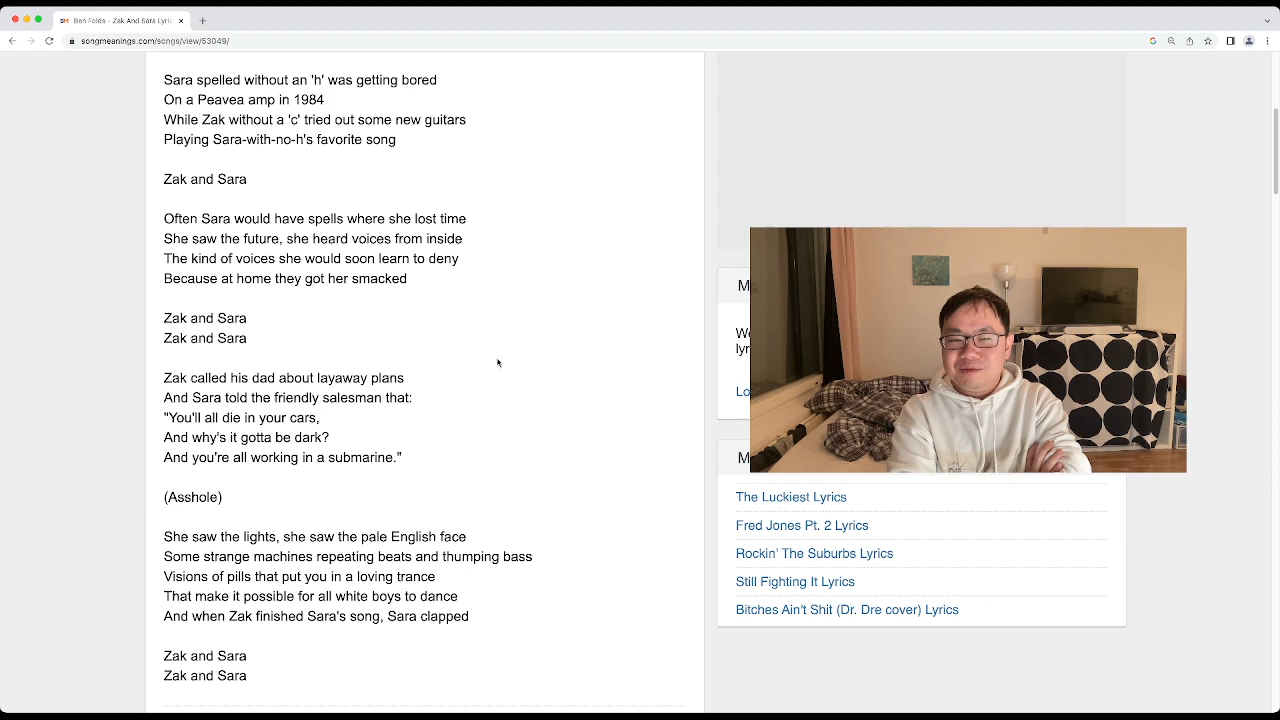 Ben Folds - Zak And Sara Lyric
songmeanings.com/songs/view/53049/
Sara spelled without an 'h' was getting bored
On a Peavea amp in 1984
While Zak without a 'c' tried out some new guitars
Playing Sara-with-no-h's favorite song
Zak and Sara
Often Sara would have spells where she lost time
She saw the future, she heard voices from inside
The kind of voices she would soon learn to deny
Because at home they got her smacked
Zak and Sara
Zak and Sara
Zak called his dad about layaway plans
And Sara told the friendly salesman that:
"You'll all die in your cars,
And why's it gotta be dark?
And you're all working in a submarine."
(Asshole)
She saw the lights, she saw the pale English face
Some strange machines repeating beats and thumping bass
Visions of pills that put you in a loving trance
That make it possible for all white boys to dance
And when Zak finished Sara's song, Sara clapped
Zak and Sara
Zak and Sara
M
We
lyr
Lo
M
The Luckiest Lyrics
Fred Jones Pt. 2 Lyrics
Rockin' The Suburbs Lyrics
Still Fighting It Lyrics
Bitches Ain't Shit (Dr. Dre cover) Lyrics